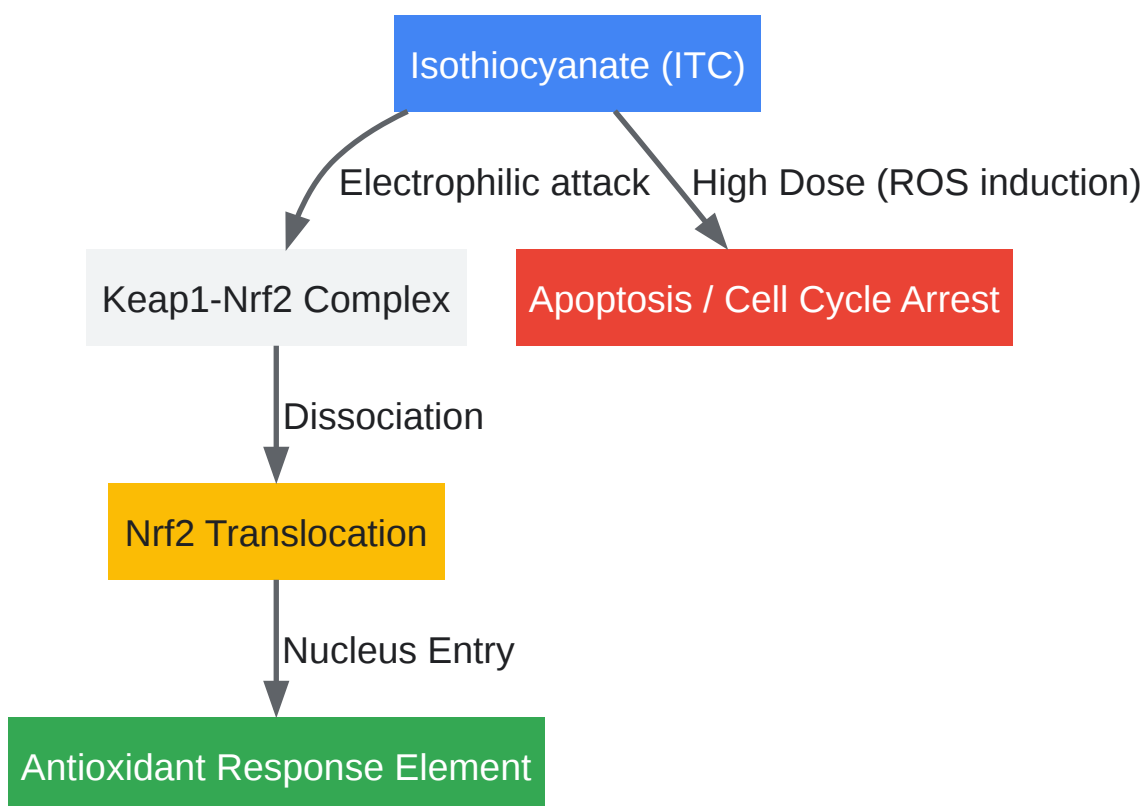 Isothiocyanate (ITC)
Electrophilic attack
High Dose (ROS induction)
Keap1-Nrf2 Complex
Apoptosis / Cell Cycle Arrest
Dissociation
Nrf2 Translocation
Nucleus Entry
Antioxidant Response Element